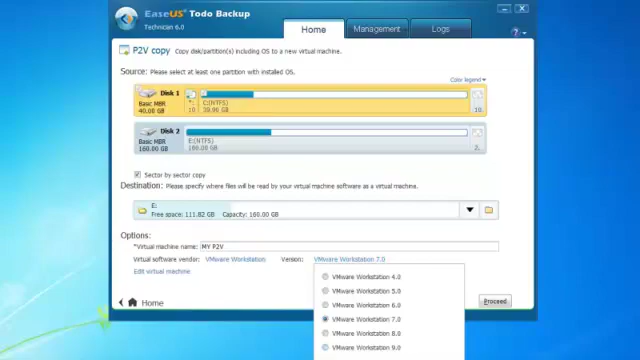 EaseUS® Todo Backup
Technician 6.0
Home
Management
Logs
?
P2V copy Copy disk/partition(s) including OS to a new virtual machine.
Source: Please select at least one partition with installed OS.
Color legend
Disk 1
Basic MBR
40.00 GB
*:
10.
C:(NTFS)
39.90 GB
10.
Disk 2
Basic MBR
160.00 GB
E:(NTFS)
160.00 GB
2.
Sector by sector copy
Destination: Please specify where files will be read by your virtual machine software as a virtual machine.
E:
Free space: 111.82 GB Capacity: 160.00 GB
Options:
*Virtual machine name: MY P2V
Virtual software vendor: VMware Workstation Version: VMware Workstation 7.0
Edit virtual machine
VMware Workstation 4.0
VMware Workstation 5.0
VMware Workstation 6.0
VMware Workstation 7.0
VMware Workstation 8.0
VMware Workstation 9.0
Home
Proceed